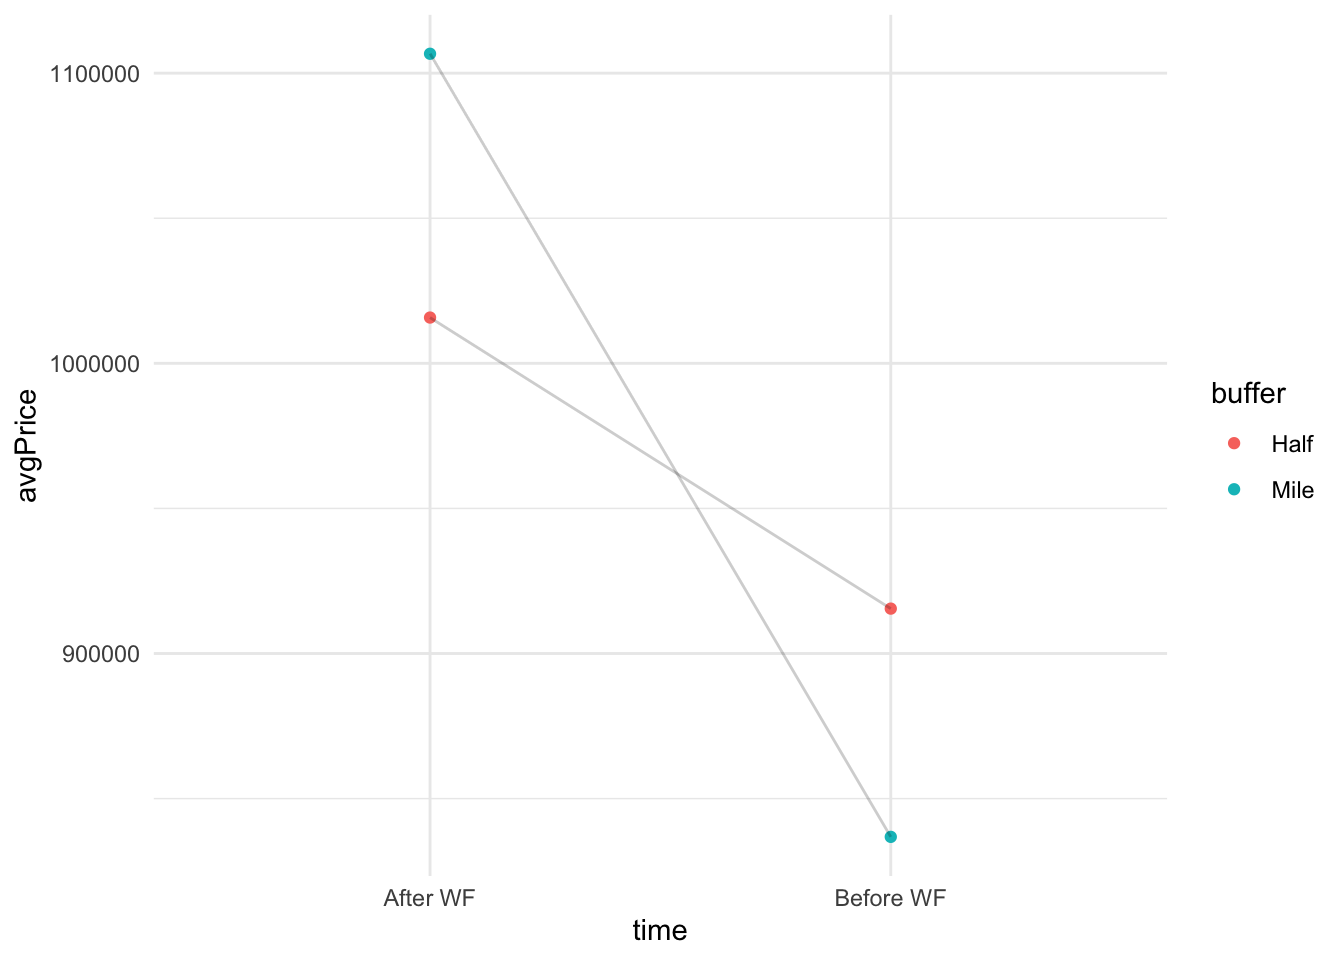 1100000
1000000
900000
avgPrice
After WF
Before WF
time
buffer
Half
Mile